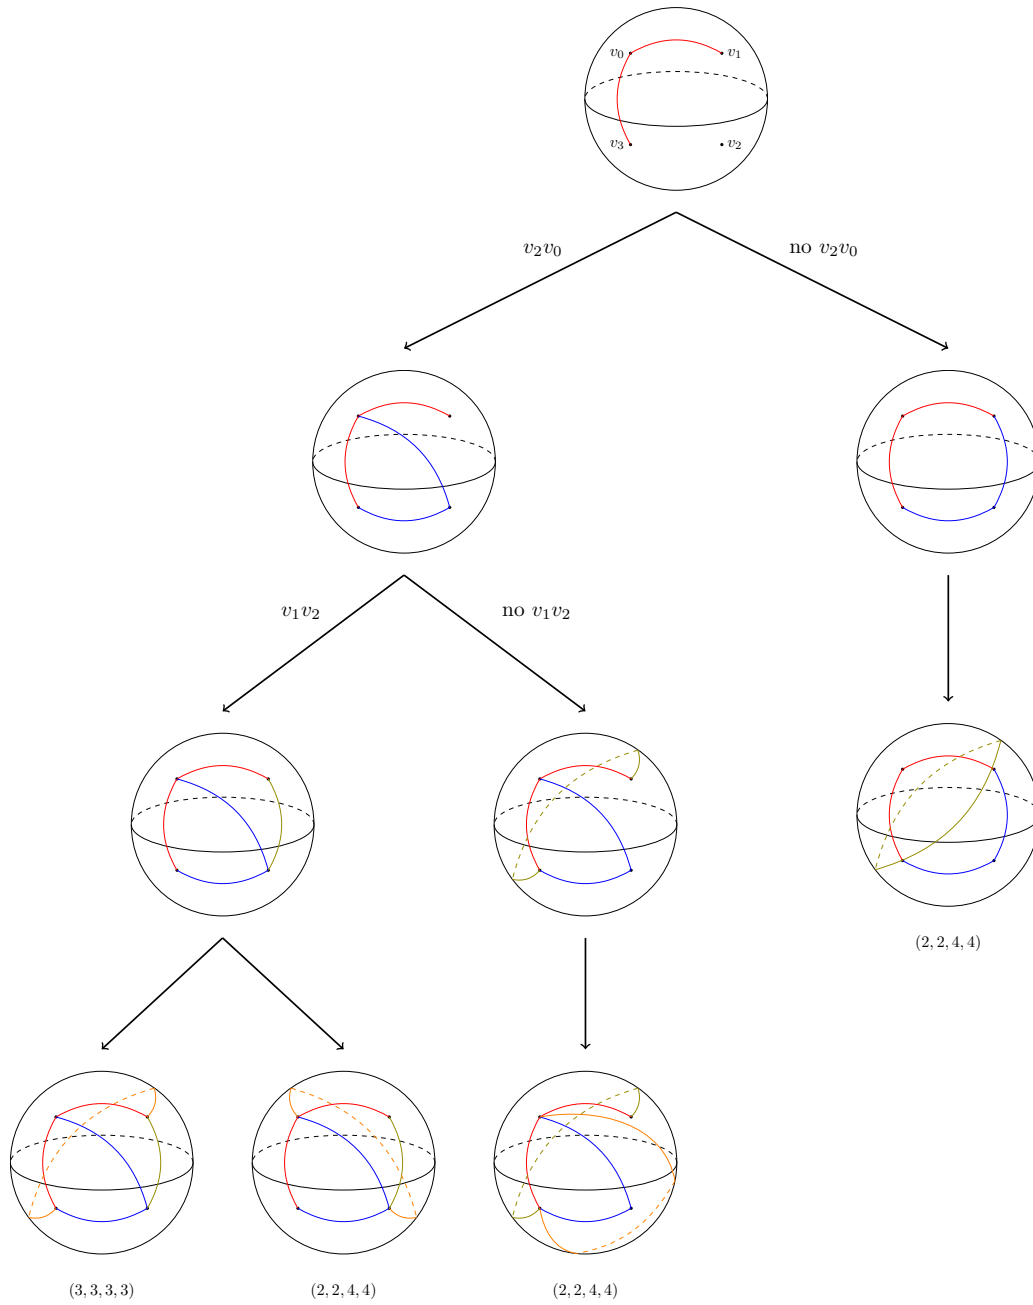 v₀ v₁
v₃ v₂
v₂v₀ no v₂v₀
v₁v₂ no v₁v₂
(2, 2, 4, 4)
(3, 3, 3, 3) (2, 2, 4, 4) (2, 2, 4, 4)